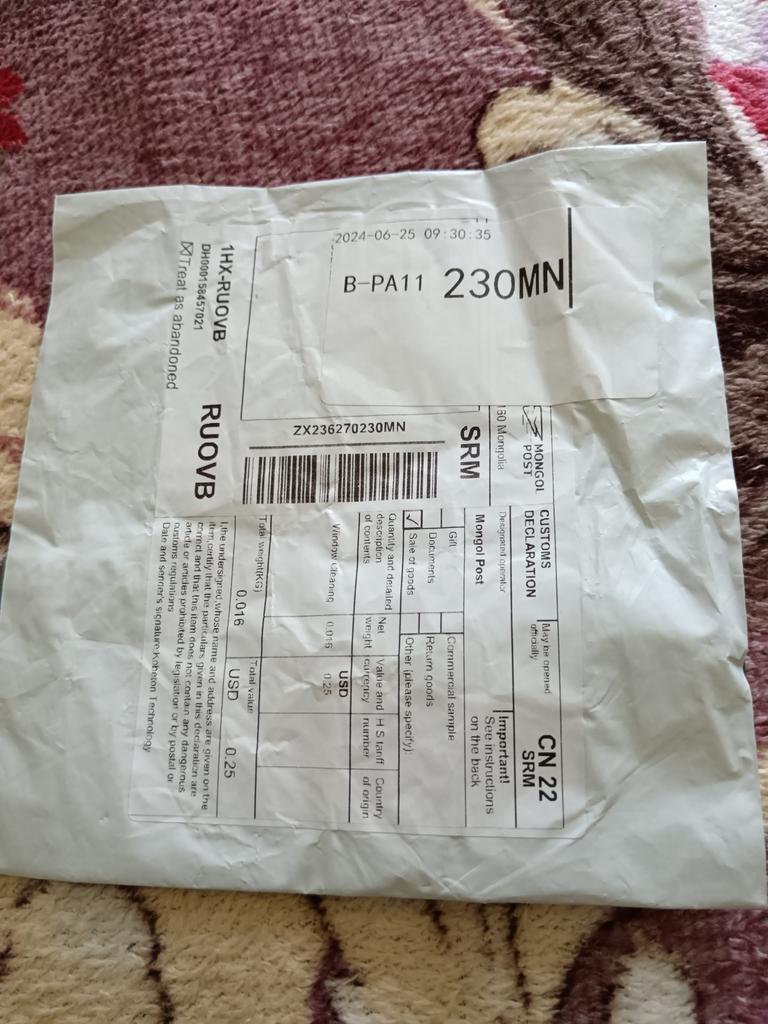 2024-06-25 09:30:35
B-PA11 230MN
1HX-RUOVB
DH000158457021
☒Treat as abandoned
RUOVB
ZX236270230MN
SRM
MONGOL
POST
160 Mongolia
CUSTOMS
DECLARATION
May be opened
officially
CN 22
SRM
Designated operator
Mongol Post
Important!
See instructions
on the back
Gift
Commercial sample
Documents
Return goods
✓ Sale of goods
Other (please specify):
Quantity and detailed
description
of contents
Net
weight
Value and
currency
H S tariff
number
Country
of origin
USD
Window Cleaning 0.016 0.25
Total weight(KG)
0.016
Total value
USD 0.25
I,the undersigned,whose name and address are given on the
item,certify that the particulars given in this declaration are
correct and that this item does not contain any dangerous
article or articles prohibited by legislation or by postal or
customs regulations
Date and sender's signature:Koheron Technology